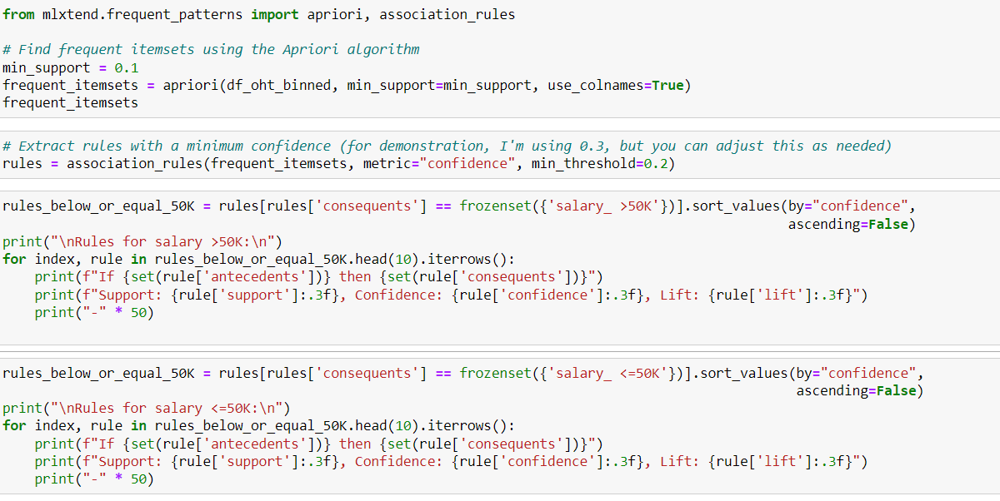 from mlxtend.frequent_patterns import apriori, association_rules
# Find frequent itemsets using the Apriori algorithm
min_support = 0.1
frequent_itemsets = apriori(df_oht_binned, min_support=min_support, use_colnames=True)
frequent_itemsets
# Extract rules with a minimum confidence (for demonstration, I'm using 0.3, but you can adjust this as needed)
rules = association_rules(frequent_itemsets, metric="confidence", min_threshold=0.2)
rules_below_or_equal_50K = rules[rules['consequents'] == frozenset({'salary_ >50K'})].sort_values(by="confidence",
ascending=False)
print("\nRules for salary >50K:\n")
for index, rule in rules_below_or_equal_50K.head(10).iterrows():
    print(f"If {set(rule['antecedents'])} then {set(rule['consequents'])}")
    print(f"Support: {rule['support']:.3f}, Confidence: {rule['confidence']:.3f}, Lift: {rule['lift']:.3f}")
    print("-" * 50)
rules_below_or_equal_50K = rules[rules['consequents'] == frozenset({'salary_ <=50K'})].sort_values(by="confidence",
ascending=False)
print("\nRules for salary <=50K:\n")
for index, rule in rules_below_or_equal_50K.head(10).iterrows():
    print(f"If {set(rule['antecedents'])} then {set(rule['consequents'])}")
    print(f"Support: {rule['support']:.3f}, Confidence: {rule['confidence']:.3f}, Lift: {rule['lift']:.3f}")
    print("-" * 50)